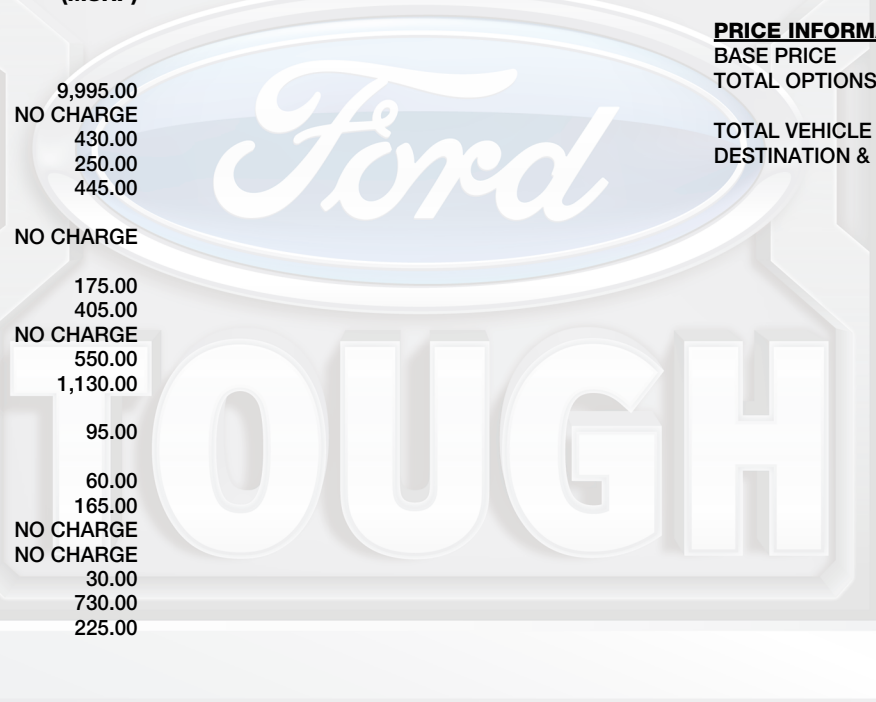 PRICE INFORM
BASE PRICE
TOTAL OPTIONS
TOTAL VEHICLE
DESTINATION &
9,995.00
NO CHARGE
430.00
250.00
445.00
NO CHARGE
175.00
405.00
NO CHARGE
550.00
1,130.00
95.00
60.00
165.00
NO CHARGE
NO CHARGE
30.00
730.00
225.00
Ford
TOUGH